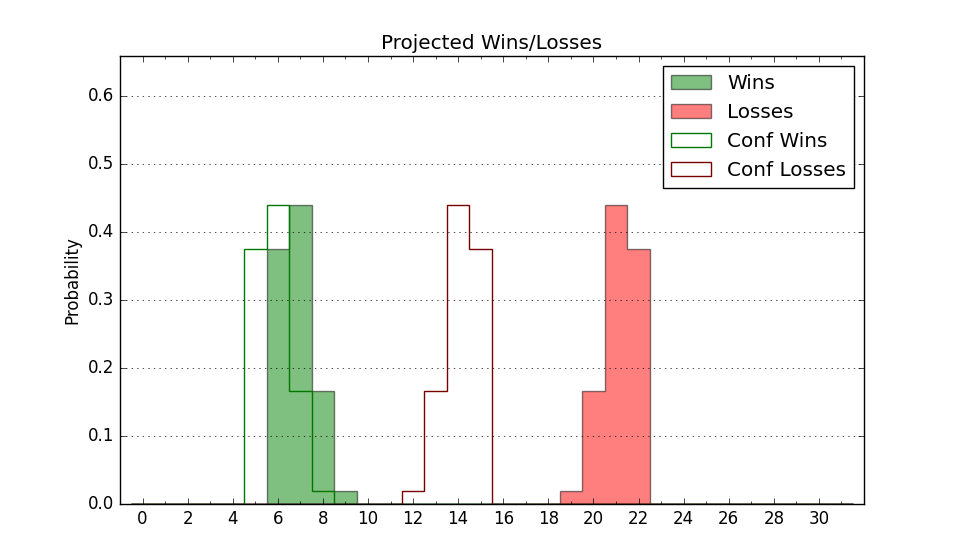 Projected Wins/Losses
Wins
Losses
Conf Wins
Conf Losses
Probability
0.6
0.5
0.4
0.3
0.2
0.1
0.0
0 2 4 6 8 10 12 14 16 18 20 22 24 26 28 30